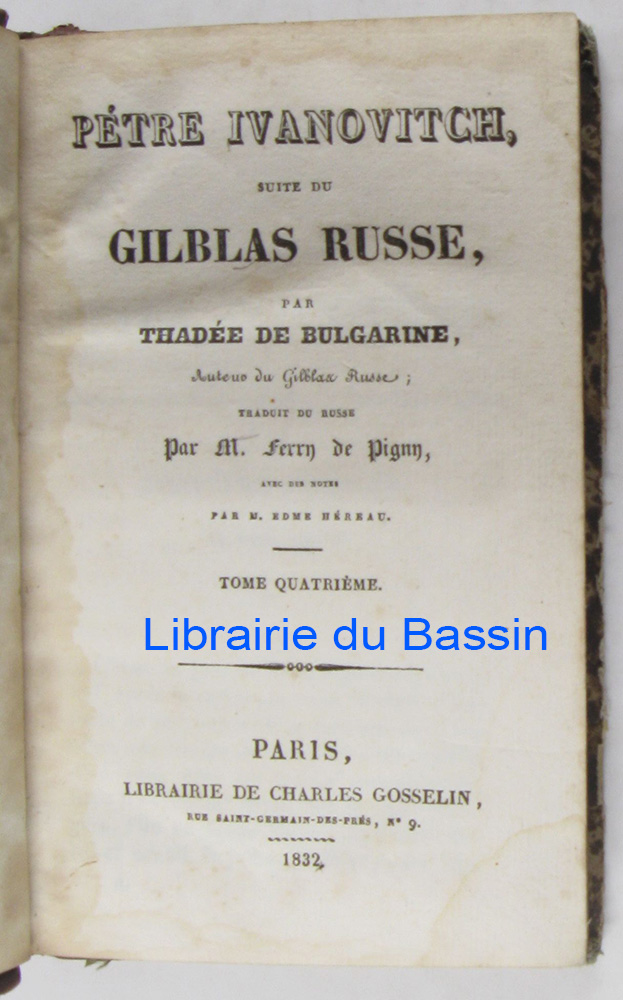 PÉTRE IVANOVITCH,
SUITE DU
GILBLAS RUSSE,
PAR
THADÉE DE BULGARINE,
Auteur du Gilblas Russe;
TRADUIT DU RUSSE
Par M. Ferry de Pigny,
AVEC DES NOTES
PAR M. EDME HÉREAU.
TOME QUATRIÈME.
Librairie du Bassin
PARIS,
LIBRAIRIE DE CHARLES GOSSELIN,
RUE SAINT-GERMAIN-DES-PRÉS, N° 9.
1832